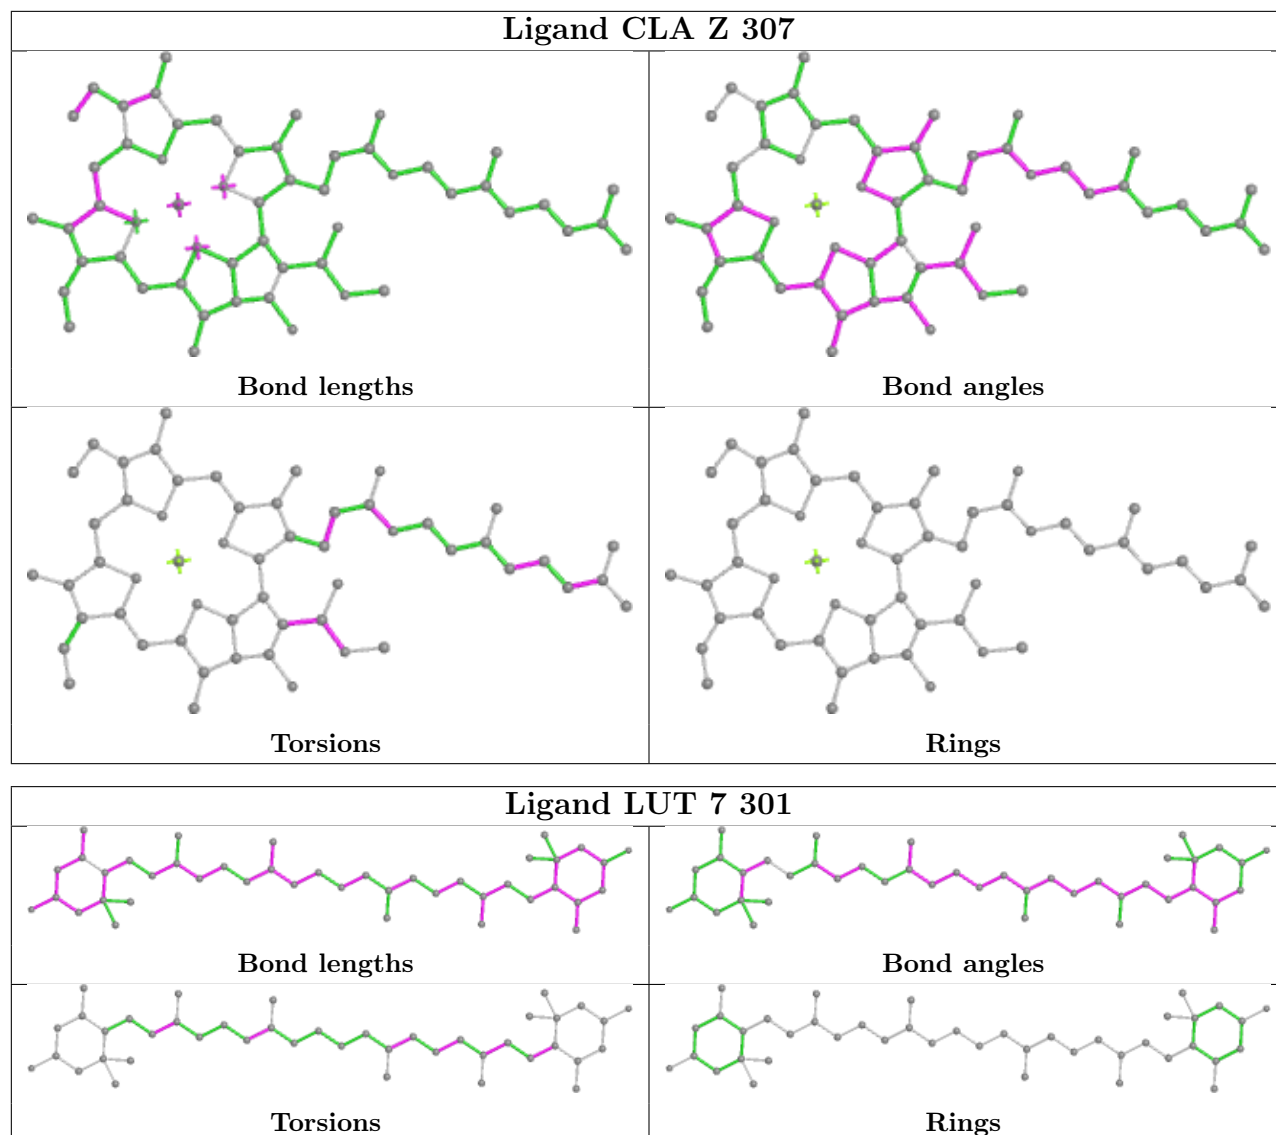 Ligand CLA Z 307
Bond lengths
Bond angles
Torsions
Rings
Ligand LUT 7 301
Bond lengths
Bond angles
Torsions
Rings